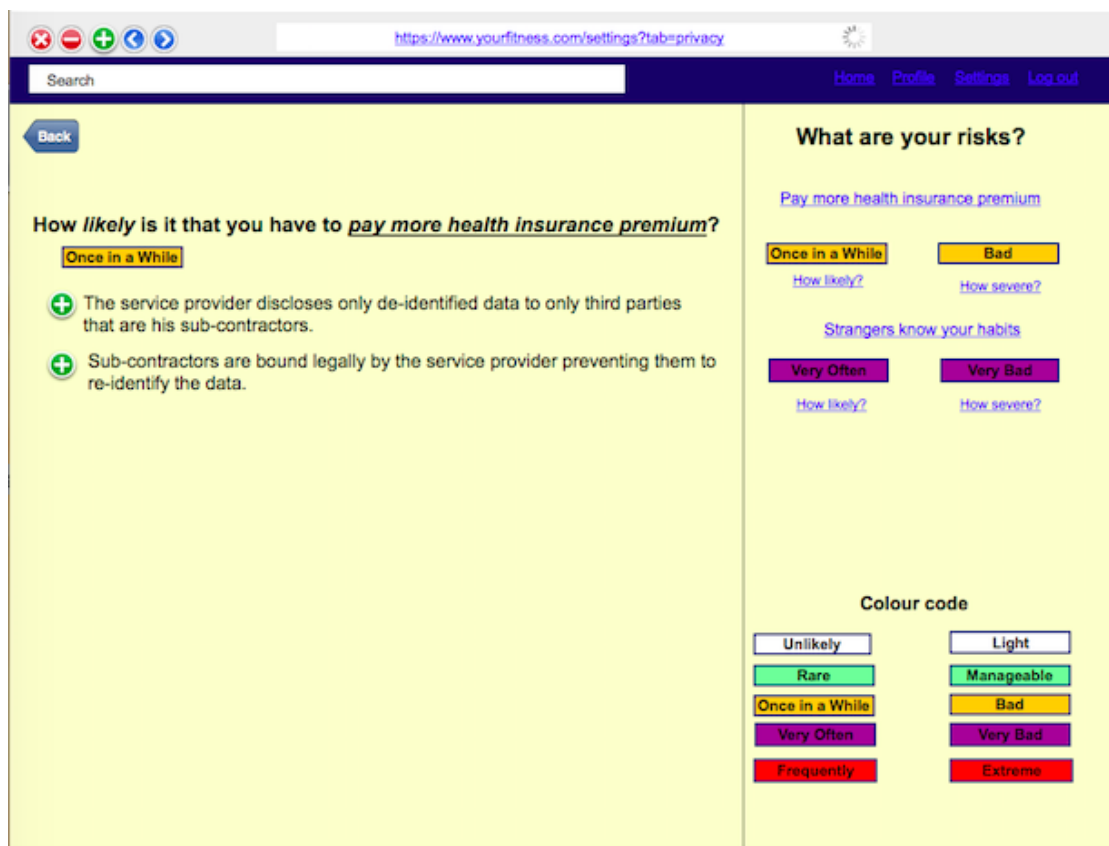 https://www.yourfitness.com/settings?tab=privacy
Search
Home Profile Settings Log out
Back
How likely is it that you have to pay more health insurance premium?
Once in a While
The service provider discloses only de-identified data to only third parties
that are his sub-contractors.
Sub-contractors are bound legally by the service provider preventing them to
re-identify the data.
What are your risks?
Pay more health insurance premium
Once in a While Bad
How likely? How severe?
Strangers know your habits
Very Often Very Bad
How likely? How severe?
Colour code
Unlikely Light
Rare Manageable
Once in a While Bad
Very Often Very Bad
Frequently Extreme